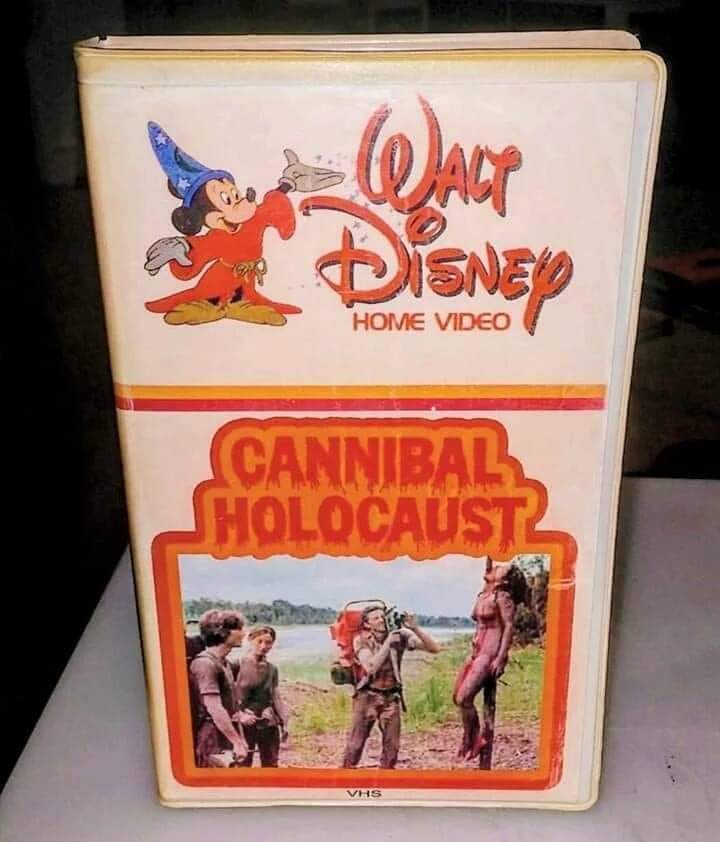 WALT
DISNEY
HOME VIDEO
CANNIBAL
HOLOCAUST
VHS